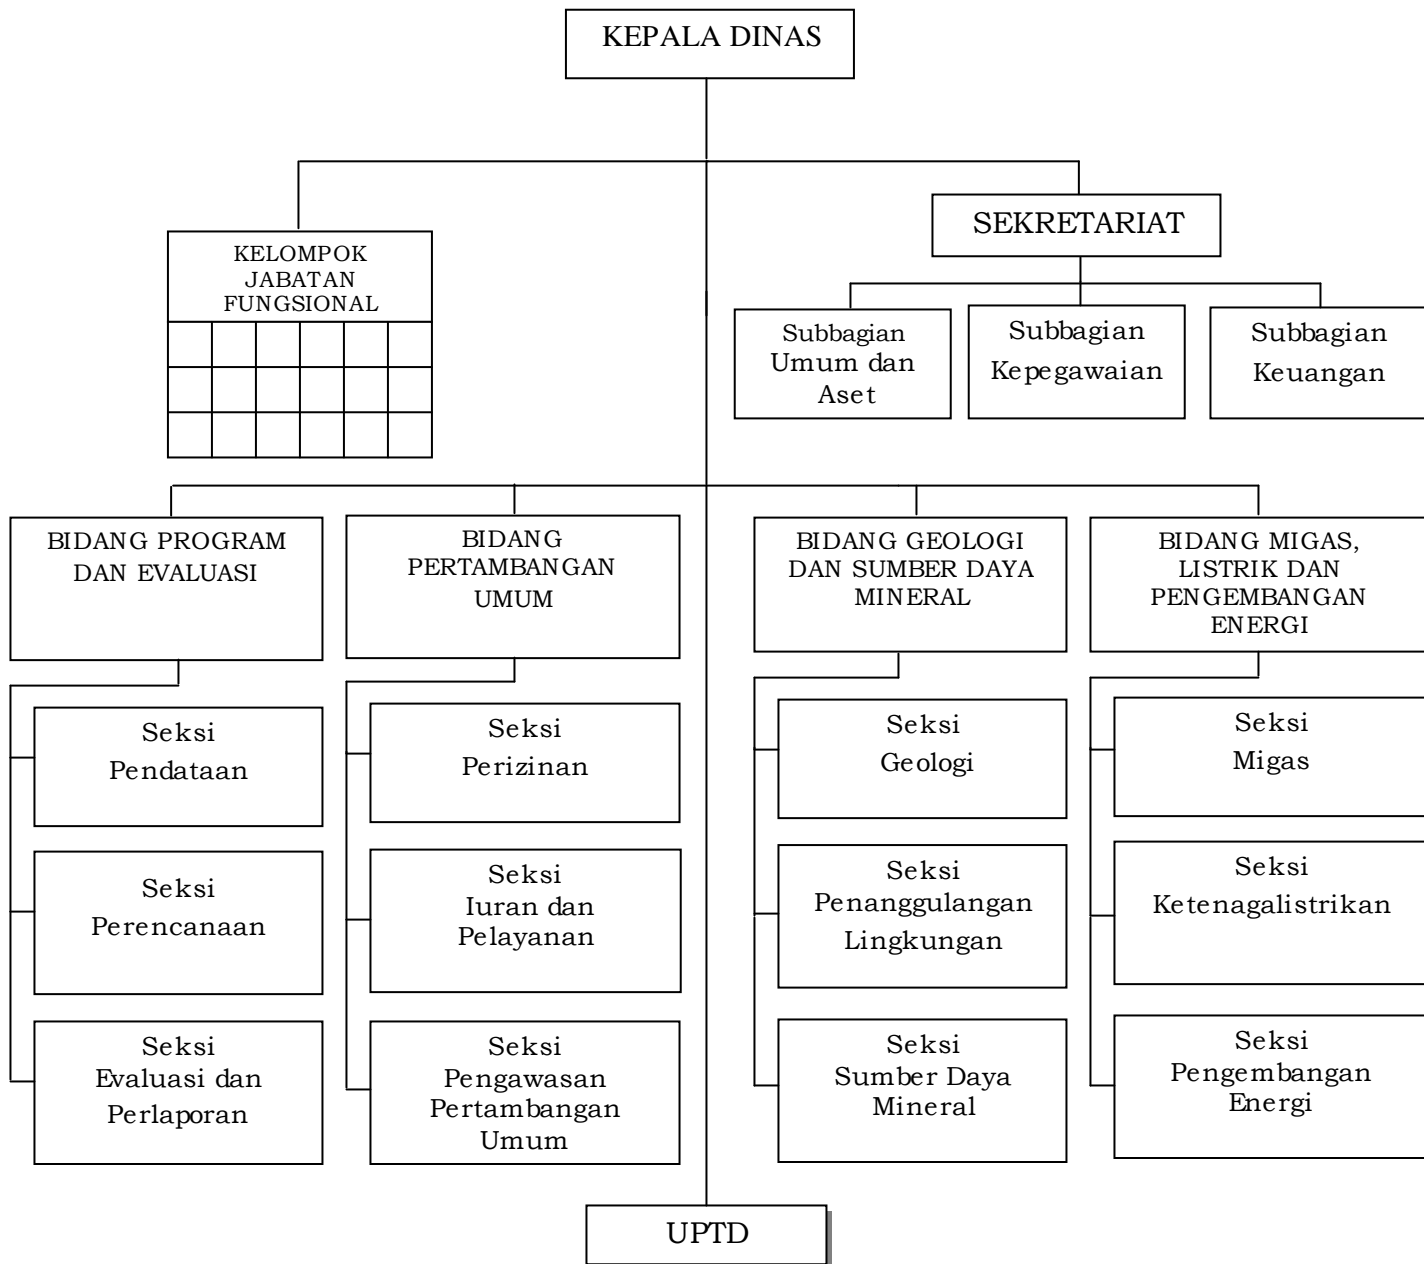 KEPALA DINAS
SEKRETARIAT
KELOMPOK
JABATAN
FUNGSIONAL
Subbagian
Umum dan
Aset
Subbagian
Kepegawaian
Subbagian
Keuangan
BIDANG PROGRAM
DAN EVALUASI
BIDANG
PERTAMBANGAN
UMUM
BIDANG GEOLOGI
DAN SUMBER DAYA
MINERAL
BIDANG MIGAS,
LISTRIK DAN
PENGEMBANGAN
ENERGI
Seksi
Pendataan
Seksi
Perizinan
Seksi
Geologi
Seksi
Migas
Seksi
Perencanaan
Seksi
Iuran dan
Pelayanan
Seksi
Penanggulangan
Lingkungan
Seksi
Ketenagalistrikan
Seksi
Evaluasi dan
Perlaporan
Seksi
Pengawasan
Pertambangan
Umum
Seksi
Sumber Daya
Mineral
Seksi
Pengembangan
Energi
UPTD